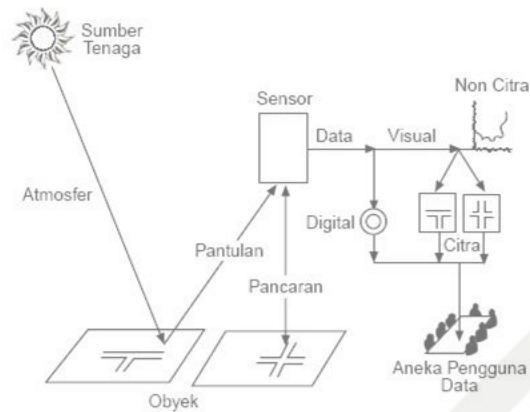 Sumber
Tenaga
Sensor
Non Citra
Data
Visual
Atmosfer
Digital
Citra
Pantulan
Pancaran
Obyek
Aneka Pengguna
Data